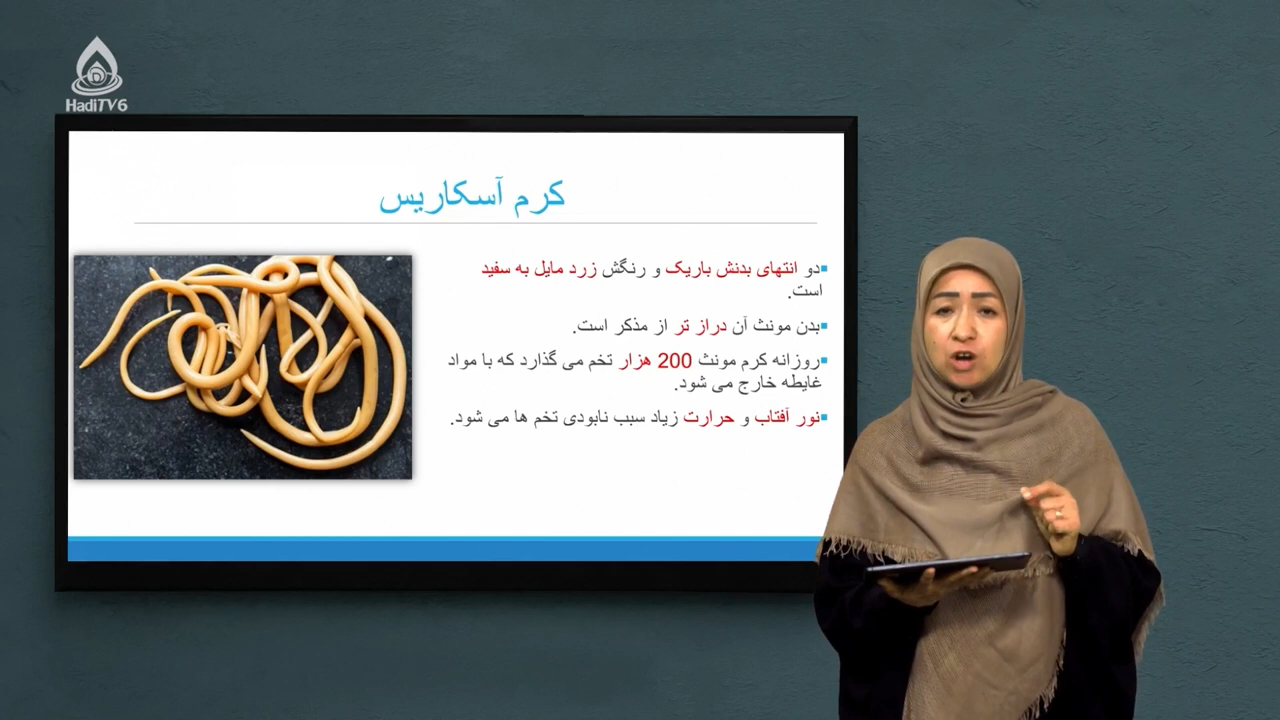 HadiTV6
کرم آسکاریس
دو انتهای بدنش باریک و رنگش زرد مایل به سفید
است.
بدن مونث آن دراز تر از مذکر است.
روزانه کرم مونث 200 هزار تخم می گذارد که با مواد
غایطه خارج می شود.
نور آفتاب و حرارت زیاد سبب نابودی تخم ها می شود.